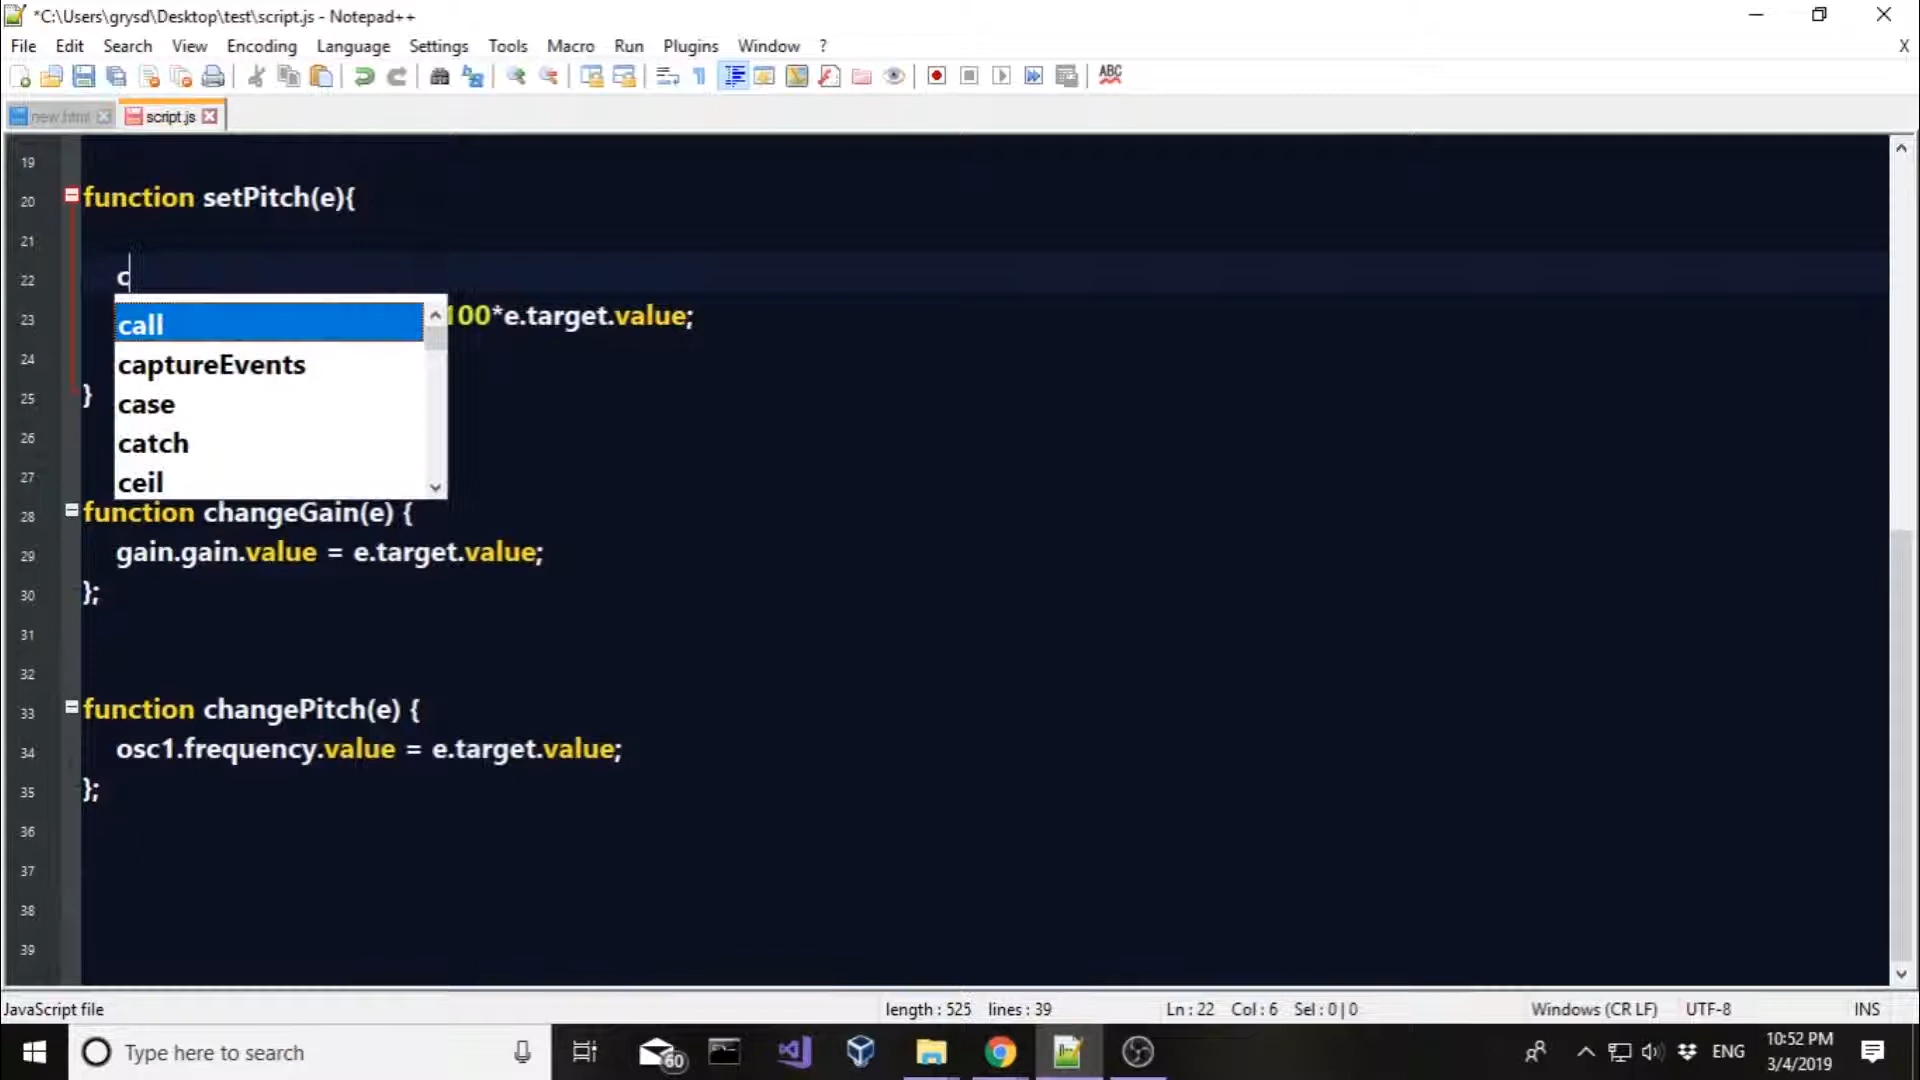 *C:\Users\grysd\Desktop\test\script.js - Notepad++
File Edit Search View Encoding Language Settings Tools Macro Run Plugins Window ? X
ABC
new.html script.js
19
20 function setPitch(e){
21
22 c
23 100*e.target.value;
24
25 }
26
27
call
captureEvents
case
catch
ceil
28 function changeGain(e) {
29 gain.gain.value = e.target.value;
30 };
31
32
33 function changePitch(e) {
34 osc1.frequency.value = e.target.value;
35 };
36
37
38
39
JavaScript file length : 525 lines : 39 Ln : 22 Col : 6 Sel : 0 | 0 Windows (CR LF) UTF-8 INS
Type here to search 60 ENG 10:52 PM
3/4/2019